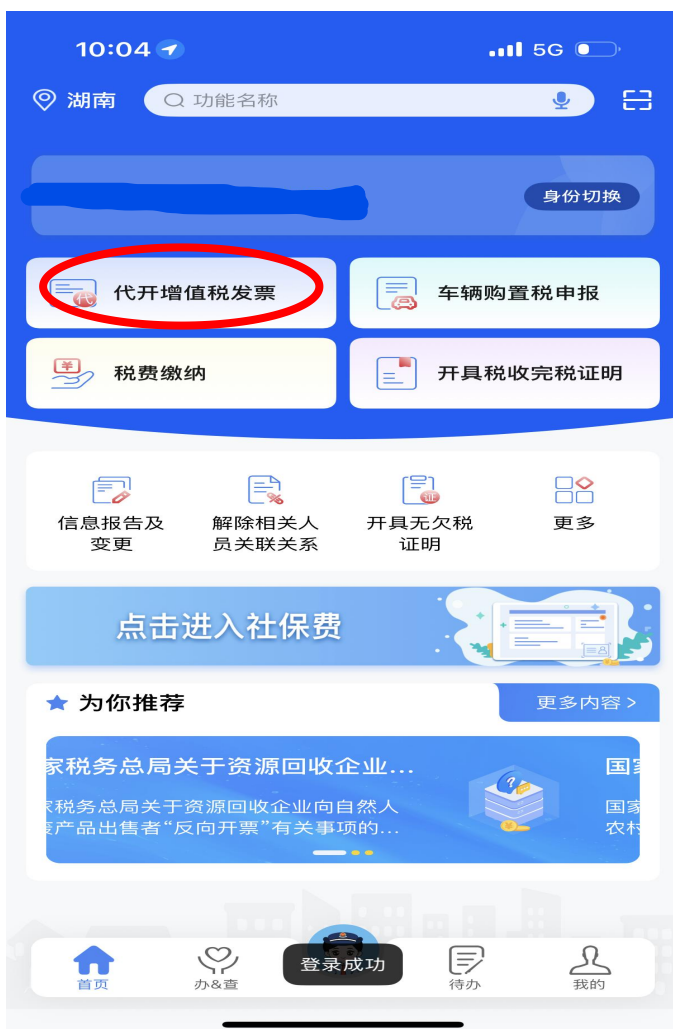 10:04
5G
湖南
功能名称
身份切换
代开增值税发票
代
车辆购置税申报
税费缴纳
开具税收完税证明
信息报告及
变更
解除相关人
员关联关系
开具无欠税
证明
证
更多
点击进入社保费
为你推荐
更多内容 >
家税务总局关于资源回收企业...
家税务总局关于资源回收企业向自然人
产品出售者“反向开票”有关事项的...
国
国家
农村
首页
办&查
登录成功
待办
我的